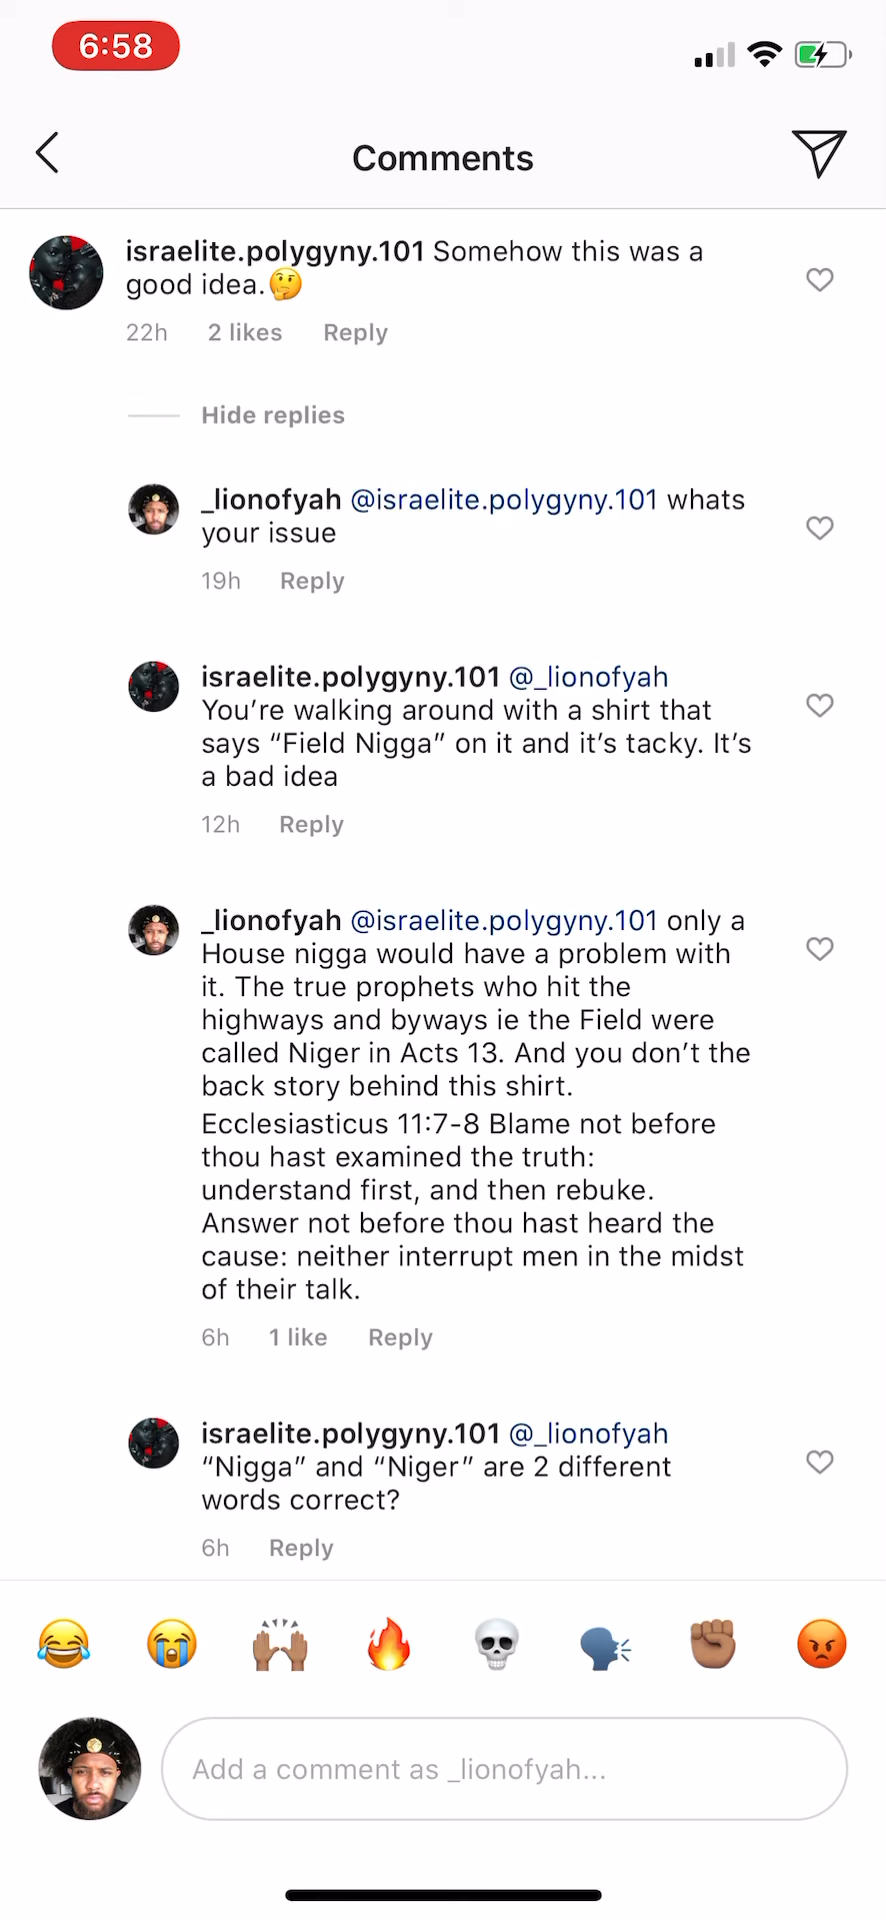 6:58
Comments
israelite.polygyny.101 Somehow this was a
good idea.🤔
22h 2 likes Reply
Hide replies
_lionofyah @israelite.polygyny.101 whats
your issue
19h Reply
israelite.polygyny.101 @_lionofyah
You’re walking around with a shirt that
says “Field Nigga” on it and it’s tacky. It’s
a bad idea
12h Reply
_lionofyah @israelite.polygyny.101 only a
House nigga would have a problem with
it. The true prophets who hit the
highways and byways ie the Field were
called Niger in Acts 13. And you don’t the
back story behind this shirt.
Ecclesiasticus 11:7-8 Blame not before
thou hast examined the truth:
understand first, and then rebuke.
Answer not before thou hast heard the
cause: neither interrupt men in the midst
of their talk.
6h 1 like Reply
israelite.polygyny.101 @_lionofyah
“Nigga” and “Niger” are 2 different
words correct?
6h Reply
Add a comment as _lionofyah...